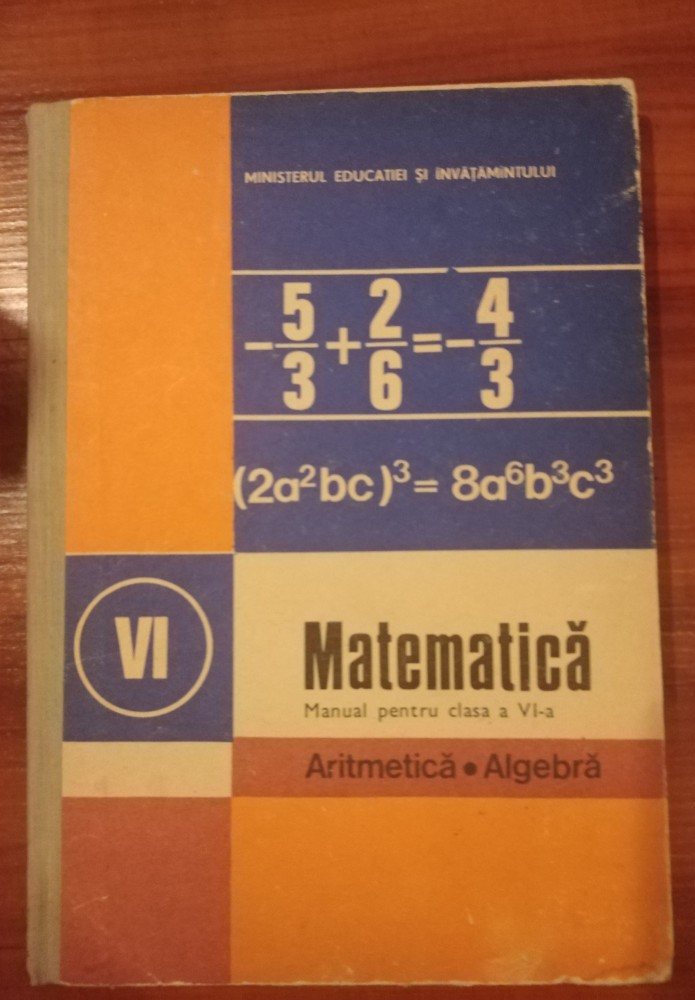 MINISTERUL EDUCATIEI ȘI ÎNVĂȚĂMÎNTULUI
-5/3+2/6=-4/3
(2a²bc)³= 8a⁶b³c³
VI
Matematică
Manual pentru clasa a VI-a
Aritmetică • Algebră